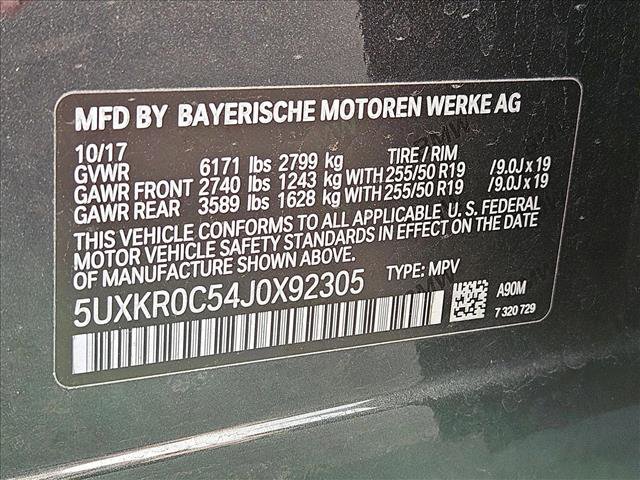 MFD BY BAYERISCHE MOTOREN WERKE AG
10/17 TIRE / RIM
GVWR 6171 lbs 2799 kg
GAWR FRONT 2740 lbs 1243 kg WITH 255/50 R19 /9.0J x 19
GAWR REAR 3589 lbs 1628 kg WITH 255/50 R19 /9.0J x 19
THIS VEHICLE CONFORMS TO ALL APPLICABLE U. S. FEDERAL
MOTOR VEHICLE SAFETY STANDARDS IN EFFECT ON THE DATE
OF MANUFACTURE SHOWN ABOVE.
5UXKR0C54J0X92305 TYPE: MPV
A90M
7 320 729